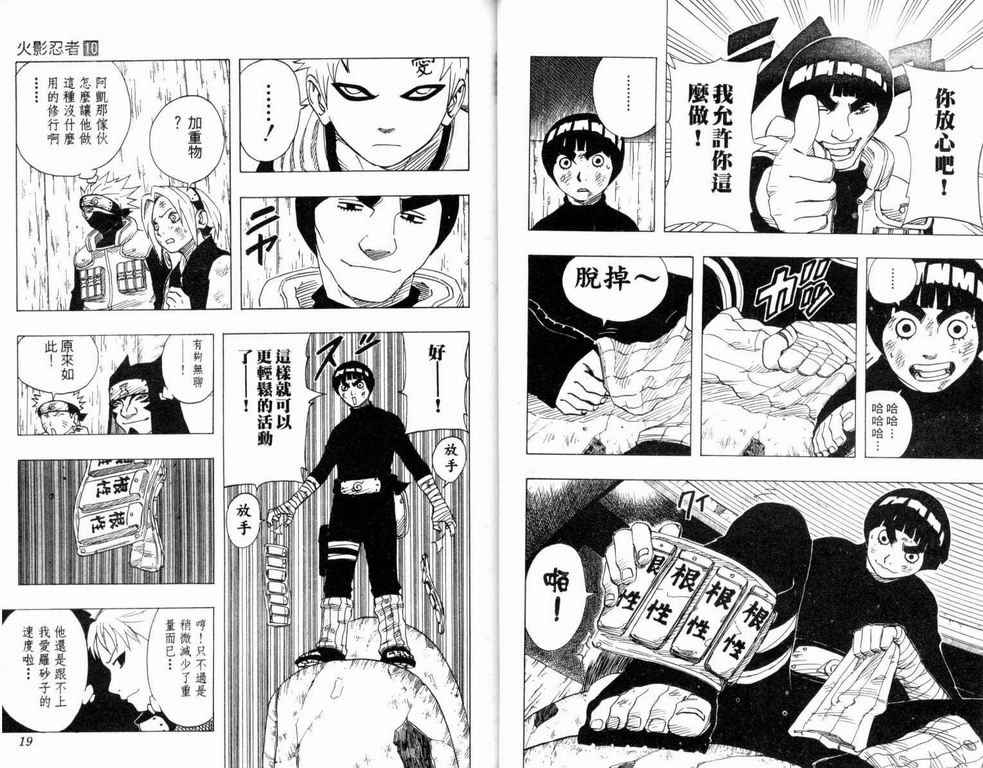 你放心吧！
我允許你這
麼做！
………
……
哈哈…
哈哈哈…
脫掉～
クイ
根性
根性
根性
根性
火影忍者10
愛
……！
加重物
？
阿凱那傢伙
怎麼讓他做
這種沒什麼
用的修行啊
……
ニヤ
好——！
スッ
這樣就可以
更輕鬆的活動
了——！
放手
放手
有夠無聊
！
原來如
此！
根性
根性
哼！只不過是
稍微減少了重
量而已…
他還是跟不上
我愛羅砂子的
速度啦…
19